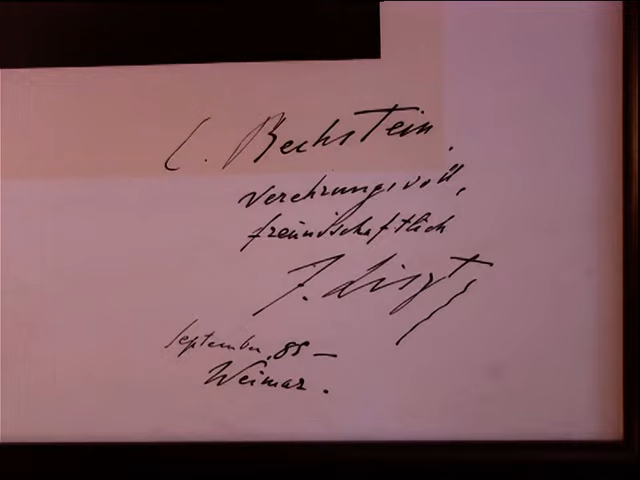 C. Bechstein.
verehrungsvoll,
freundschaftlich
F. Liszt
September. 85 –
Weimar.